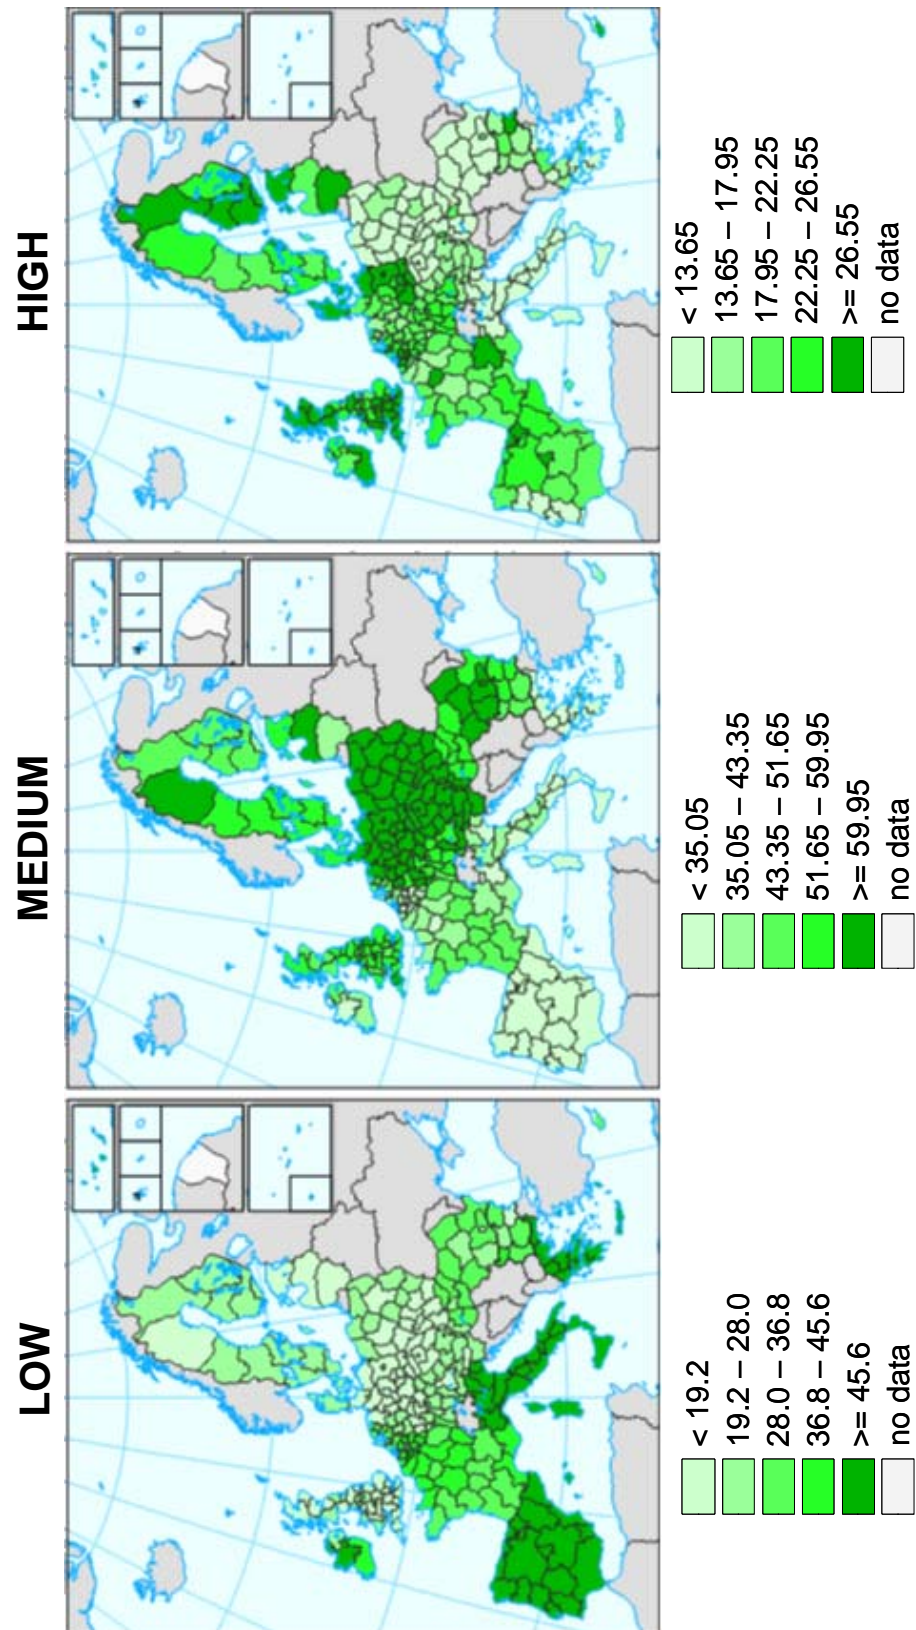 LOW
< 19.2
19.2 – 28.0
28.0 – 36.8
36.8 – 45.6
>= 45.6
no data
MEDIUM
< 35.05
35.05 – 43.35
43.35 – 51.65
51.65 – 59.95
>= 59.95
no data
HIGH
< 13.65
13.65 – 17.95
17.95 – 22.25
22.25 – 26.55
>= 26.55
no data